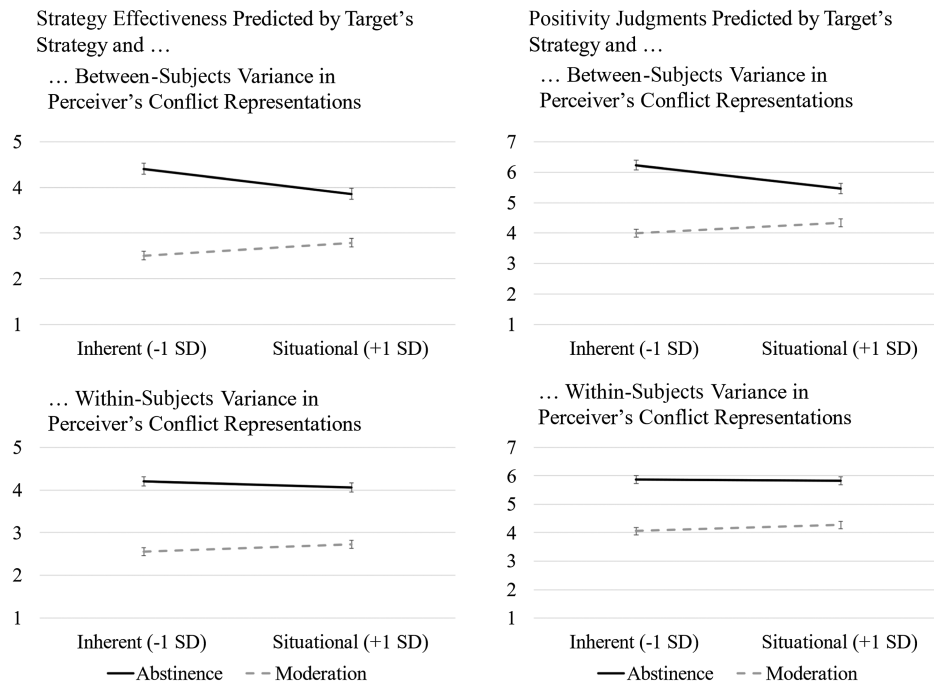 Strategy Effectiveness Predicted by Target's
Strategy and …
… Between-Subjects Variance in
Perceiver's Conflict Representations
5
4
3
2
1
Inherent (-1 SD)
Situational (+1 SD)
Positivity Judgments Predicted by Target's
Strategy and …
… Between-Subjects Variance in
Perceiver's Conflict Representations
7
6
5
4
3
2
1
Inherent (-1 SD)
Situational (+1 SD)
… Within-Subjects Variance in
Perceiver's Conflict Representations
5
4
3
2
1
Inherent (-1 SD)
Situational (+1 SD)
Abstinence
Moderation
… Within-Subjects Variance in
Perceiver's Conflict Representations
7
6
5
4
3
2
1
Inherent (-1 SD)
Situational (+1 SD)
Abstinence
Moderation